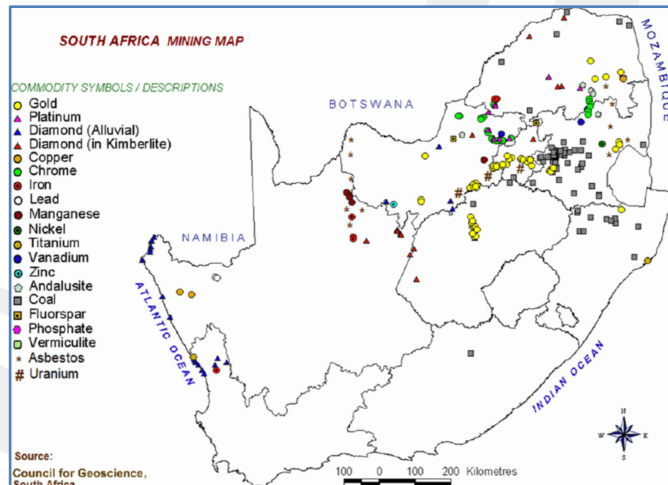 SOUTH AFRICA MINING MAP
COMMODITY SYMBOLS / DESCRIPTIONS
Gold
Platinum
Diamond (Alluvial)
Diamond (in Kimberlite)
Copper
Chrome
Iron
Lead
Manganese
Nickel
Titanium
Vanadium
Zinc
Andalusite
Coal
Fluorspar
Phosphate
Vermiculite
Asbestos
# Uranium
BOTSWANA
MOZAMBIQUE
NAMIBIA
ATLANTIC OCEAN
INDIAN OCEAN
N
W E
S
Source:
Council for Geoscience,
South Africa
100 0 100 200 Kilometres